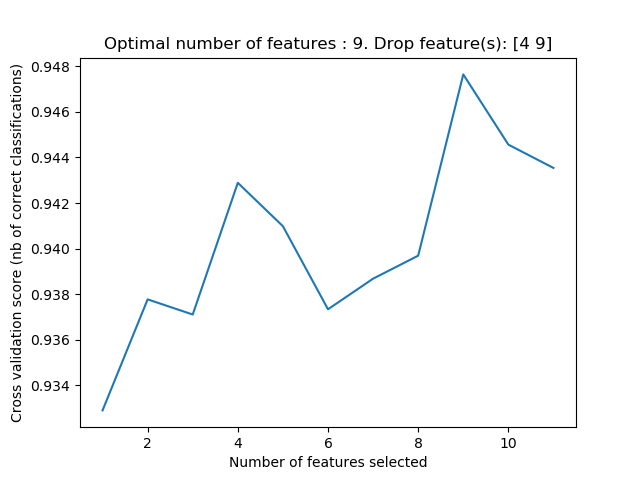 Optimal number of features : 9. Drop feature(s): [4 9]
Cross validation score (nb of correct classifications)
0.948
0.946
0.944
0.942
0.940
0.938
0.936
0.934
2 4 6 8 10
Number of features selected